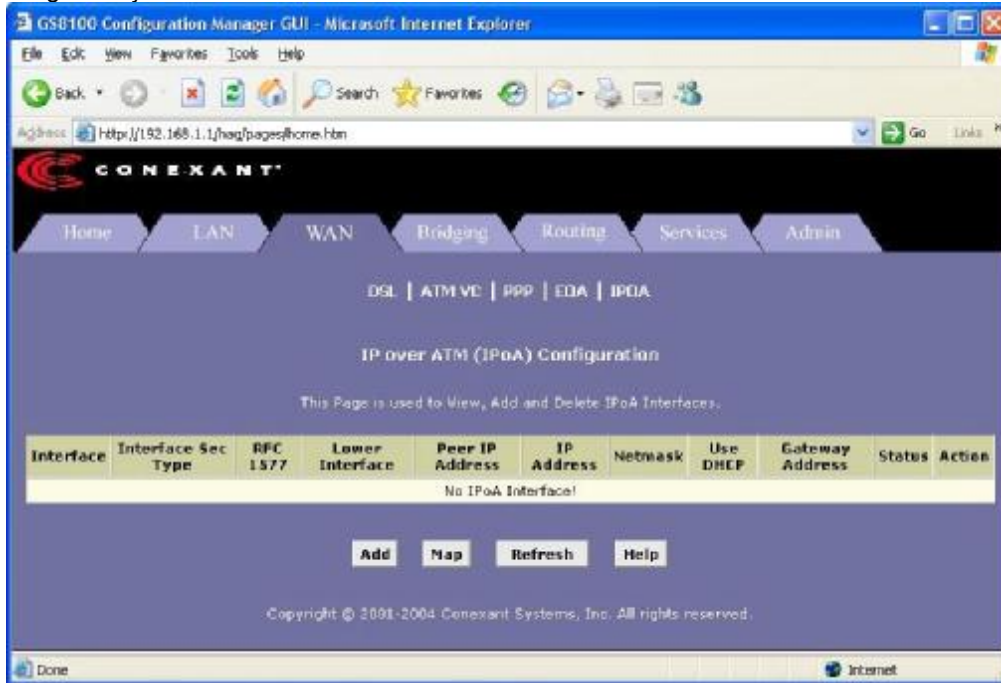 GS8100 Configuration Manager GUI - Microsoft Internet Explorer
File Edit View Favorites Tools Help
Back Search Favorites
Address http://192.168.1.1/hag/pages/home.htm Go Links
CONEXANT
Home LAN WAN Bridging Routing Services Admin
DSL | ATM VC | PPP | EOA | IPOA
IP over ATM (IPoA) Configuration
This Page is used to View, Add and Delete IPoA Interfaces.
Interface Interface Sec Type RFC 1577 Lower Interface Peer IP Address IP Address Netmask Use DHCP Gateway Address Status Action
No IPoA Interface!
Add Map Refresh Help
Copyright © 2001-2004 Conexant Systems, Inc. All rights reserved.
Done Internet